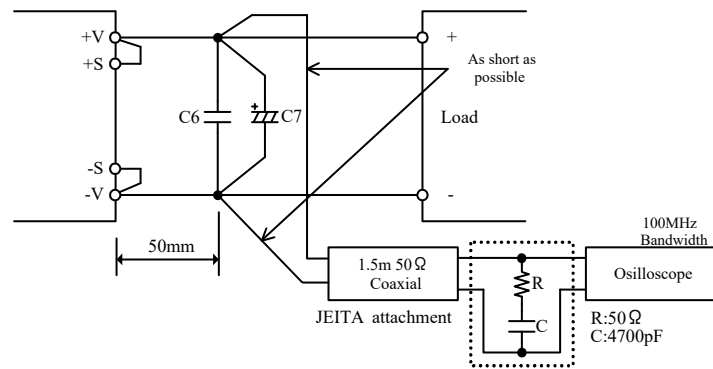 +V
+S
-S
-V
C6
C7
+
-
As short as
possible
Load
50mm
1.5m 50Ω
Coaxial
JEITA attachment
R
C
100MHz
Bandwidth
Osilloscope
R:50Ω
C:4700pF
+